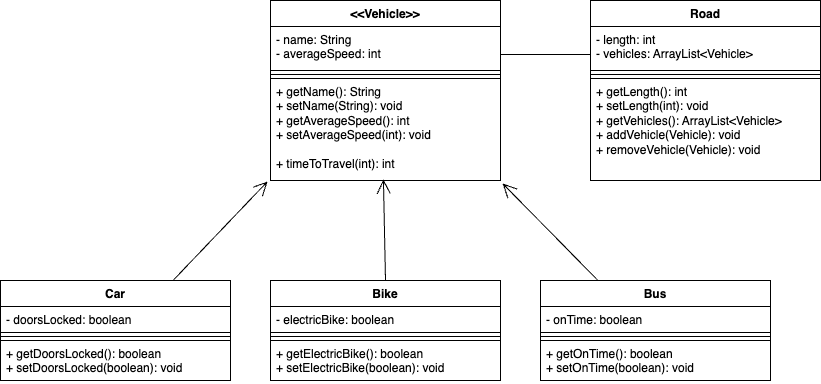 <<Vehicle>>
- name: String
- averageSpeed: int
+ getName(): String
+ setName(String): void
+ getAverageSpeed(): int
+ setAverageSpeed(int): void
+ timeToTravel(int): int
Road
- length: int
- vehicles: ArrayList<Vehicle>
+ getLength(): int
+ setLength(int): void
+ getVehicles(): ArrayList<Vehicle>
+ addVehicle(Vehicle): void
+ removeVehicle(Vehicle): void
Car
- doorsLocked: boolean
+ getDoorsLocked(): boolean
+ setDoorsLocked(boolean): void
Bike
- electricBike: boolean
+ getElectricBike(): boolean
+ setElectricBike(boolean): void
Bus
- onTime: boolean
+ getOnTime(): boolean
+ setOnTime(boolean): void